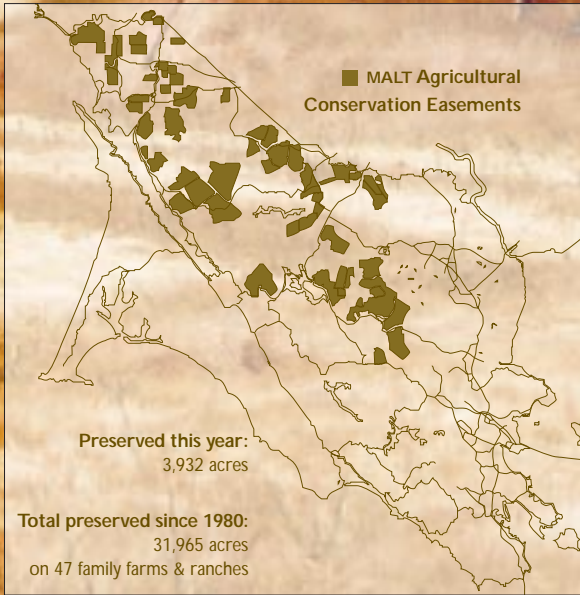 MALT Agricultural
Conservation Easements
Preserved this year:
3,932 acres
Total preserved since 1980:
31,965 acres
on 47 family farms & ranches